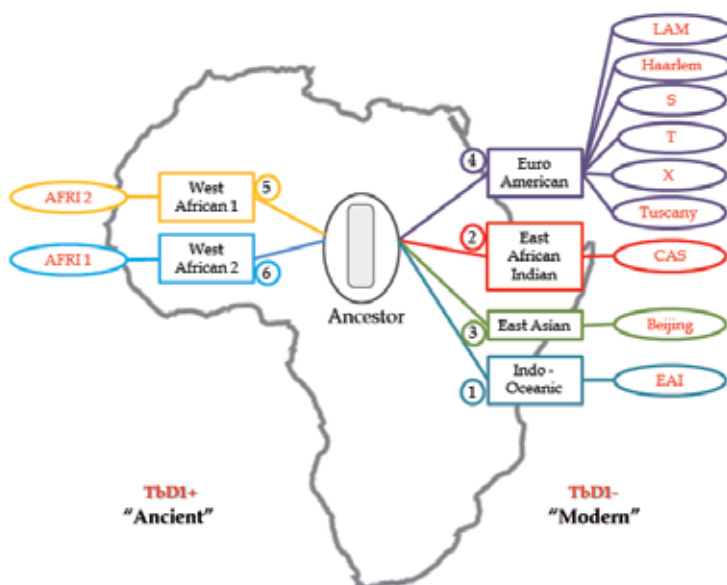 LAM
Haarlem
S
T
X
Tuscany
4
Euro
American
AFRI 2
West
African 1
5
AFRI 1
West
African 2
6
Ancestor
2
East
African
Indian
CAS
3
East Asian
Beijing
1
Indo -
Oceanic
EAI
TbD1+
"Ancient"
TbD1-
"Modern"